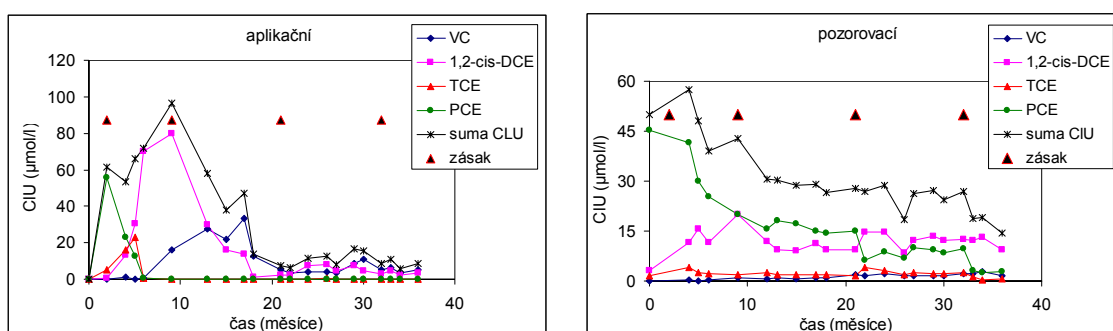 aplikační
120
100
80
60
40
20
0
0 10 20 30 40
ClU (µmol/l)
čas (měsíce)
VC
1,2-cis-DCE
TCE
PCE
suma CLU
zásak
pozorovací
60
45
30
15
0
0 10 20 30 40
ClU (µmol/l)
čas (měsíce)
VC
1,2-cis-DCE
TCE
PCE
suma ClU
zásak